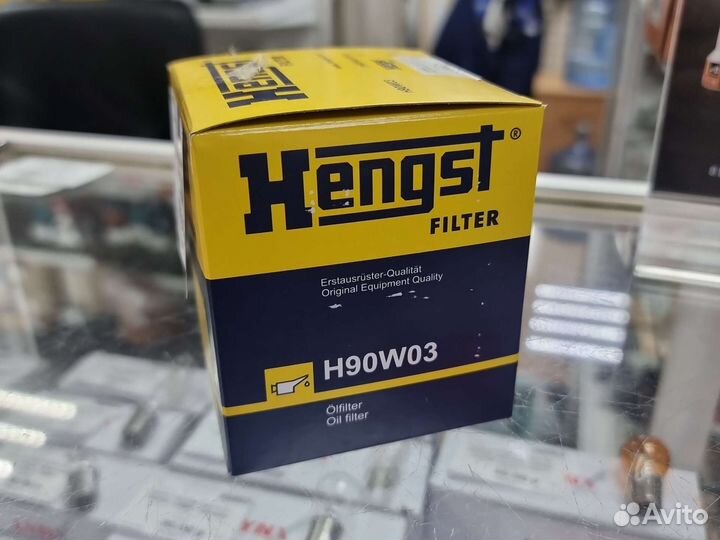 Hengst®
FILTER
Erstausrüster-Qualität
Original Equipment Quality
H90W03
Ölfilter
Oil filter
Avito